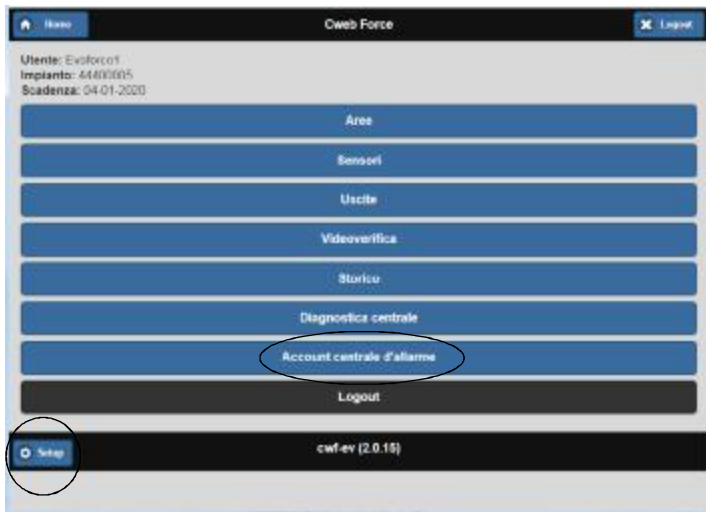 Home
Cweb Force
Logout
Utente: Evoforce1
Impianto: 44400005
Scadenza: 04-01-2020
Aree
Sensori
Uscite
Videoverifica
Storico
Diagnostica centrale
Account centrale d'allarme
Logout
Setup
cwf-ev (2.0.15)